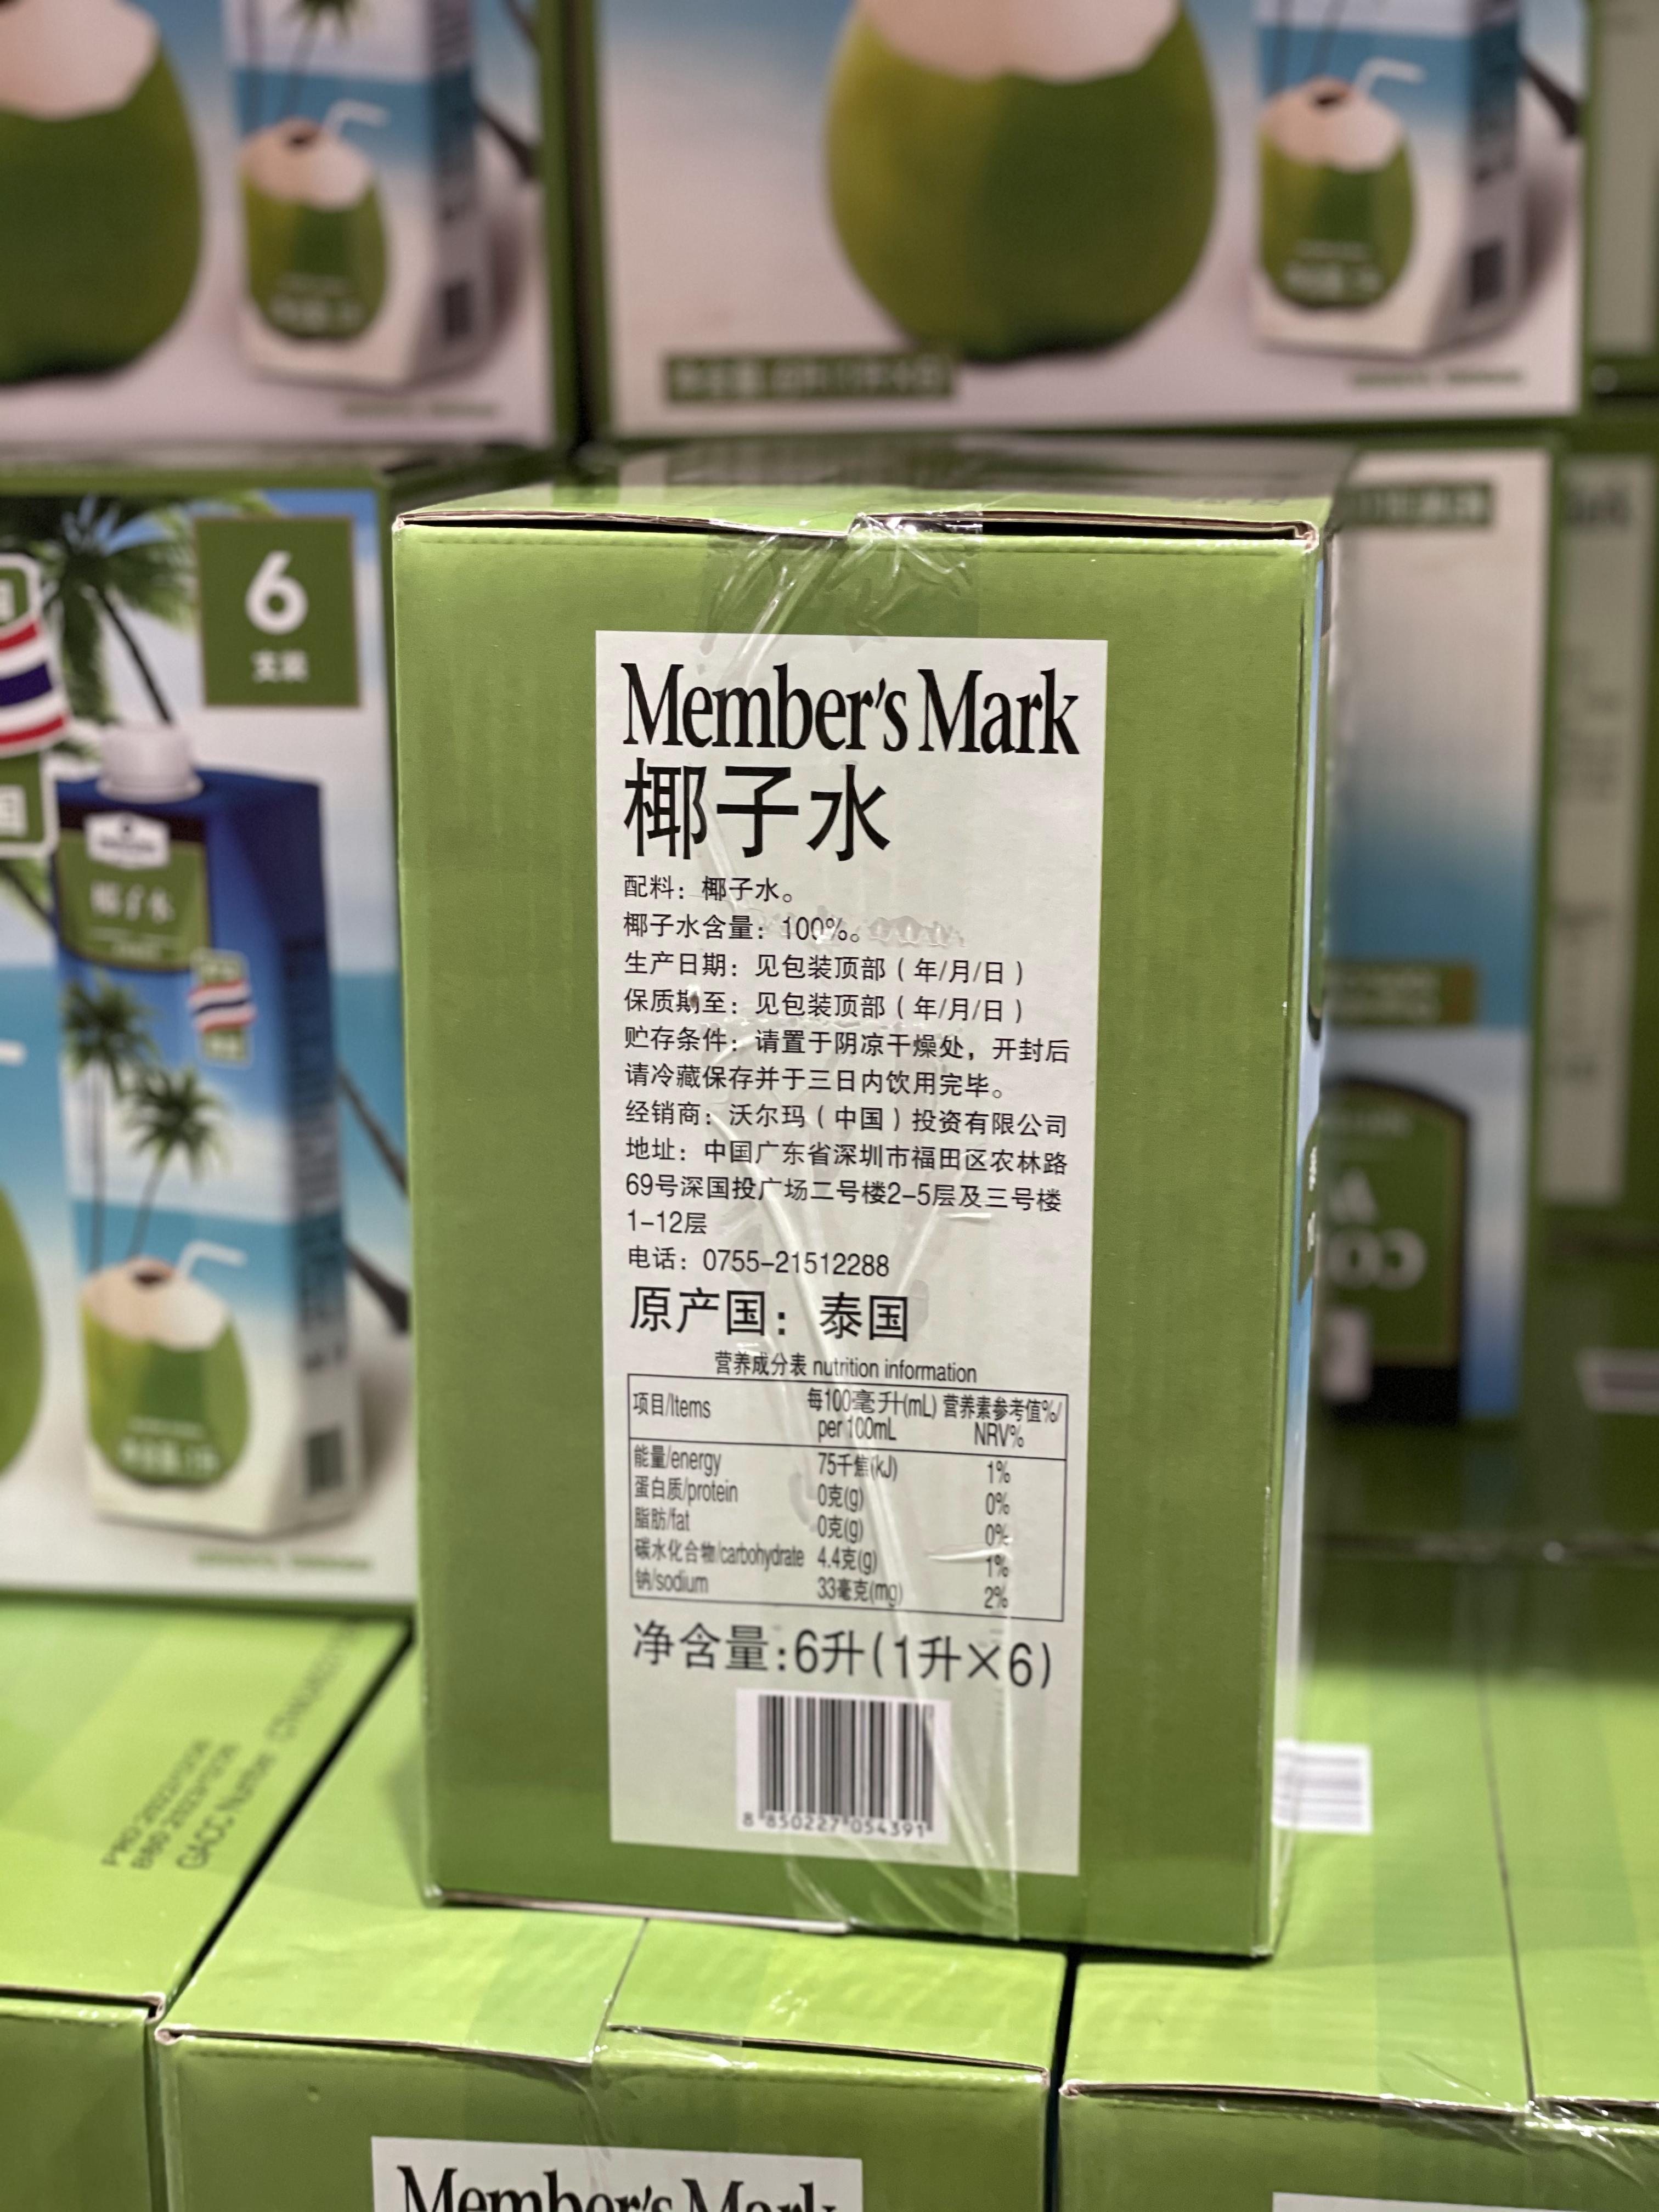 6
支装
椰子水
Member's Mark
椰子水
配料：椰子水。
椰子水含量：100%。
生产日期：见包装顶部（年/月/日）
保质期至：见包装顶部（年/月/日）
贮存条件：请置于阴凉干燥处，开封后
请冷藏保存并于三日内饮用完毕。
经销商：沃尔玛（中国）投资有限公司
地址：中国广东省深圳市福田区农林路
69号深国投广场二号楼2-5层及三号楼
1-12层
电话：0755-21512288
原产国：泰国
营养成分表 nutrition information
项目/Items 每100毫升(mL) 营养素参考值%/
per 100mL NRV%
能量/energy 75千焦(kJ) 1%
蛋白质/protein 0克(g) 0%
脂肪/fat 0克(g) 0%
碳水化合物/carbohydrate 4.4克(g) 1%
钠/sodium 33毫克(mg) 2%
净含量:6升(1升×6)
8 850227 054391
GACC Number
Member's Mark